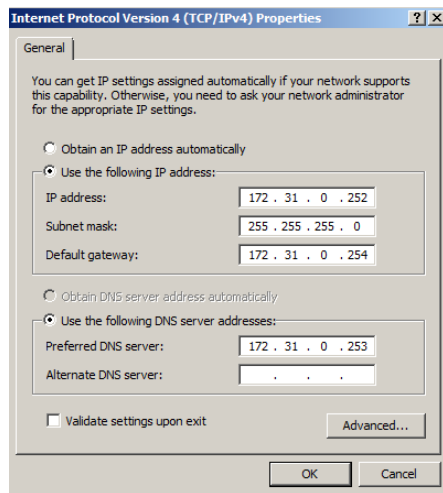 Internet Protocol Version 4 (TCP/IPv4) Properties
General
You can get IP settings assigned automatically if your network supports
this capability. Otherwise, you need to ask your network administrator
for the appropriate IP settings.
Obtain an IP address automatically
Use the following IP address:
IP address: 172 . 31 . 0 . 252
Subnet mask: 255 . 255 . 255 . 0
Default gateway: 172 . 31 . 0 . 254
Obtain DNS server address automatically
Use the following DNS server addresses:
Preferred DNS server: 172 . 31 . 0 . 253
Alternate DNS server: . . .
Validate settings upon exit
Advanced...
OK Cancel